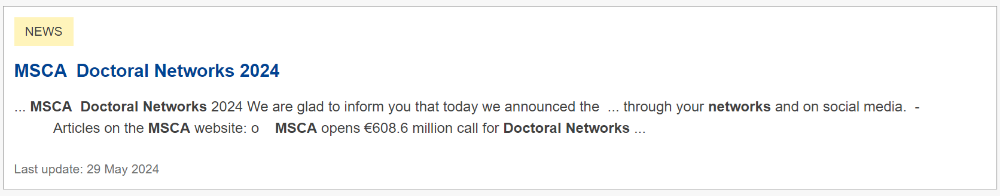 NEWS
MSCA  Doctoral Networks 2024
... MSCA  Doctoral Networks 2024 We are glad to inform you that today we announced the  ... through your networks and on social media.  -
Articles on the MSCA website: o    MSCA opens €608.6 million call for Doctoral Networks ...
Last update: 29 May 2024